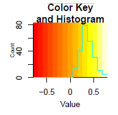 Color Key
and Histogram
Count
0 40 80
-0.5 0 0.5
Value